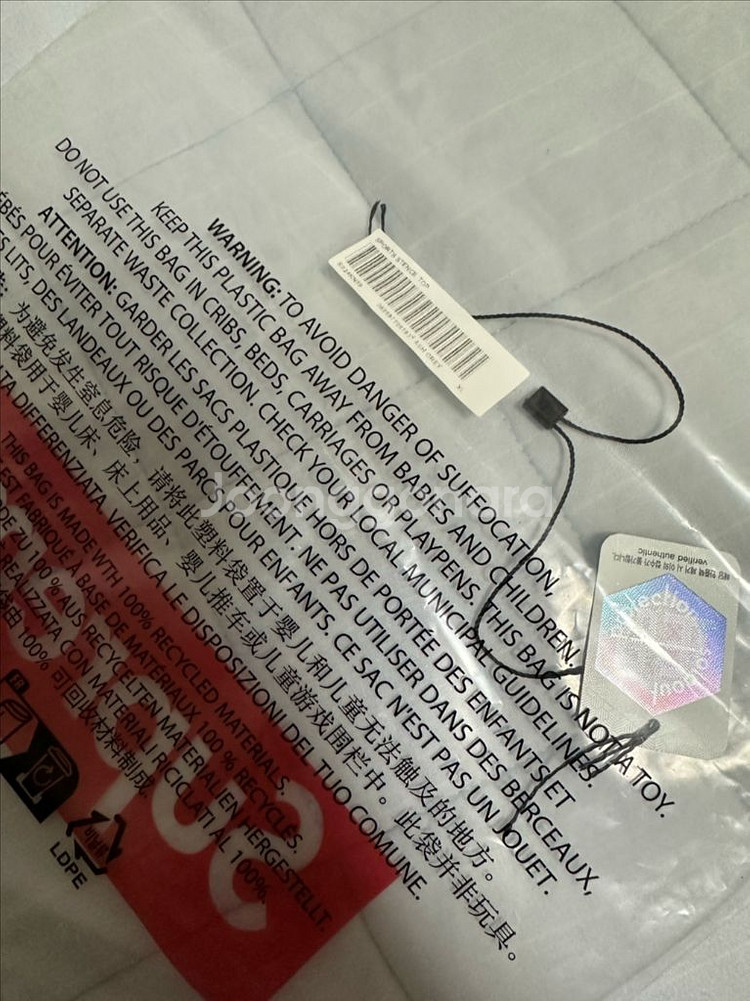 WARNING: TO AVOID DANGER OF SUFFOCATION,
KEEP THIS PLASTIC BAG AWAY FROM BABIES AND CHILDREN.
DO NOT USE THIS BAG IN CRIBS, BEDS, CARRIAGES OR PLAYPENS. THIS BAG IS NOT A TOY.
SEPARATE WASTE COLLECTION. CHECK YOUR LOCAL MUNICIPAL GUIDELINES.
ATTENTION: GARDER LES SACS PLASTIQUE HORS DE PORTÉE DES ENFANTS ET
BÉBÉS POUR ÉVITER TOUT RISQUE D'ÉTOUFFEMENT. NE PAS UTILISER DANS DES BERCEAUX,
LITS, DES LANDEAUX OU DES PARCS POUR ENFANTS. CE SAC N'EST PAS UN JOUET.
为避免发生窒息危险，请将此塑料袋置于婴儿和儿童无法触及的地方。
塑料袋用于婴儿床、床上用品、婴儿推车或儿童游戏围栏中。此袋并非玩具。
DIFFERENZIATA. VERIFICA LE DISPOSIZIONI DEL TUO COMUNE.
THIS BAG IS MADE WTH 100% RECYCLED MATERIALS.
EST FABRIQUÉ À BASE DE MATÉRIAUX 100 % RECYCLÉS.
ZU 100 % AUS RECYCELTEN MATERIALIEN HERGESTELLT.
REALIZZATA CON MATERIALI RICICLATI AL 100%.
由 100% 可回收材料制成
LDPE
Supreme
SPORTS STENCIL TOP
ASH GREY
verified authentic
Joonggonara